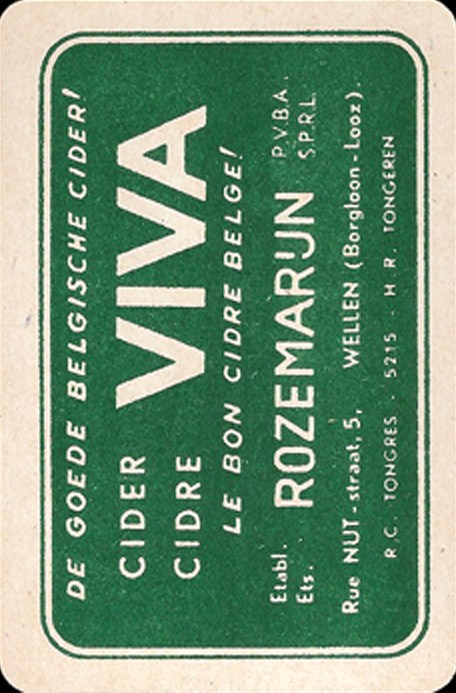 DE GOEDE BELGISCHE CIDER!
CIDER
CIDRE
VIVA
LE BON CIDRE BELGE!
Etabl. ROZEMARIJN P.V.B.A.
Ets. S.P.R.L.
Rue NUT-straat, 5, WELLEN (Borgloon-Looz).
R.C. TONGRES - 5215 - H.R. TONGEREN